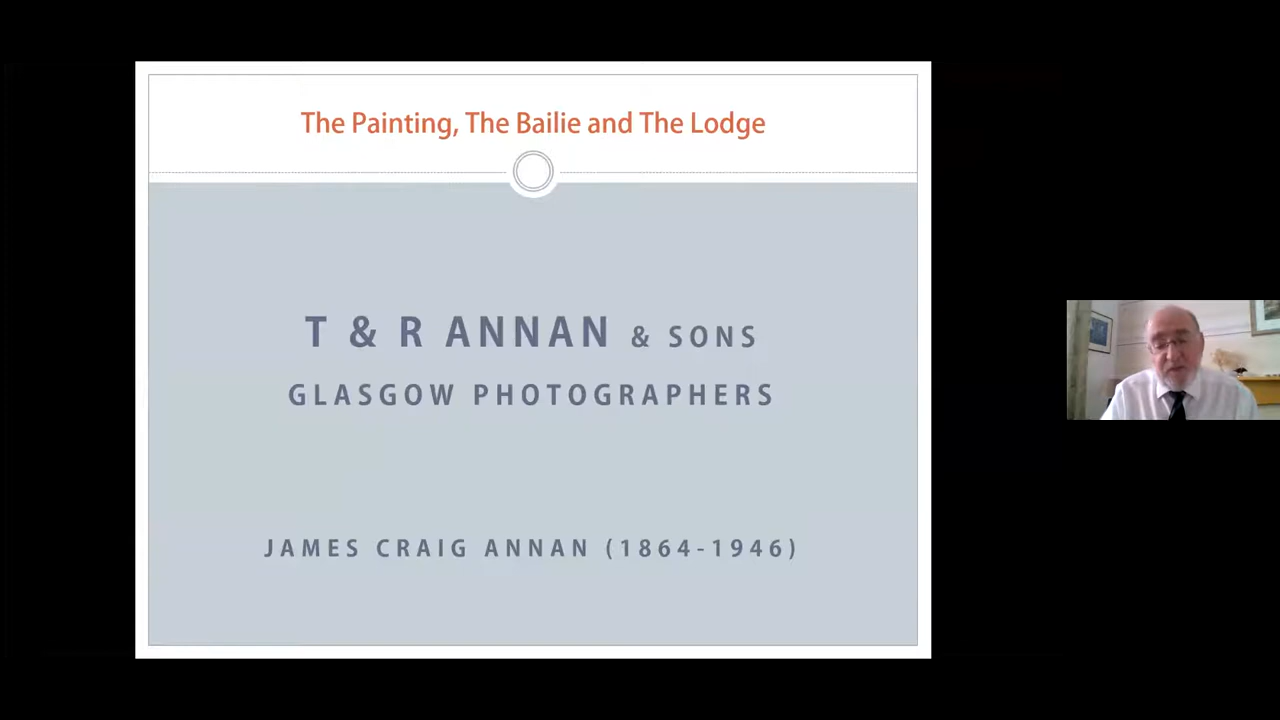 The Painting, The Bailie and The Lodge
T & R ANNAN & SONS
GLASGOW PHOTOGRAPHERS
JAMES CRAIG ANNAN (1864-1946)